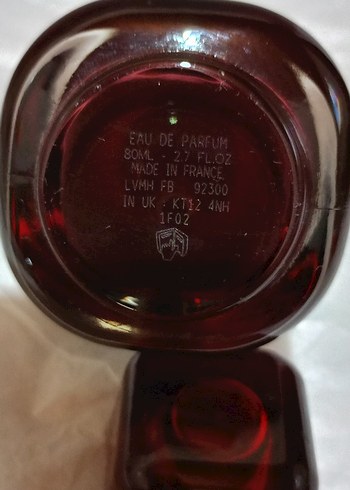 EAU DE PARFUM
80ML - 2.7 FL.OZ
MADE IN FRANCE
LVMH FB 92300
IN UK : KT12 4NH
1F02